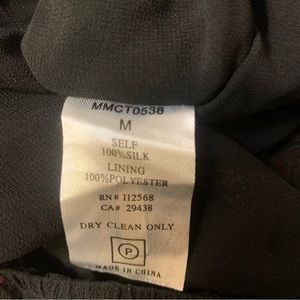 MMCT0538
M
SELF
100%SILK
LINING
100%POLYESTER
RN# 112568
CA# 29438
DRY CLEAN ONLY
P
MADE IN CHINA